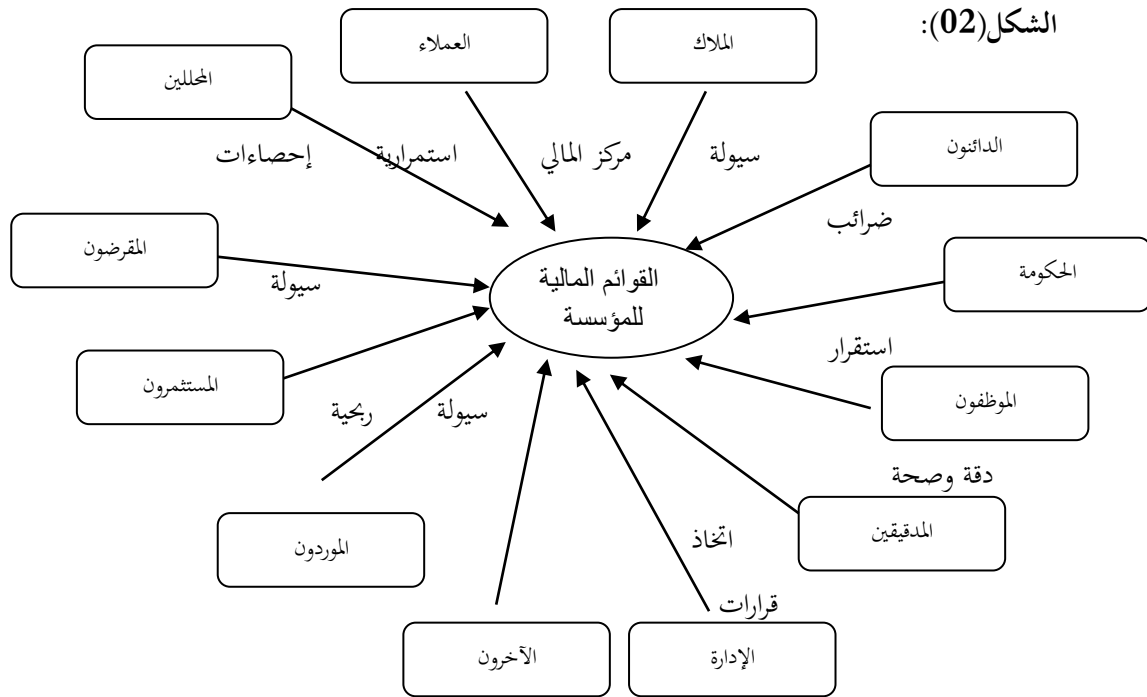 الشكل(02):
الملاك
العملاء
المحللين
الدائنون
سيولة
مركز المالي
استمرارية
إحصاءات
ضرائب
المقرضون
الحكومة
القوائم المالية
للمؤسسة
سيولة
استقرار
المستثمرون
الموظفون
سيولة
ربحية
دقة وصحة
المدقيقين
الموردون
اتخاذ
قرارات
الإدارة
الآخرون